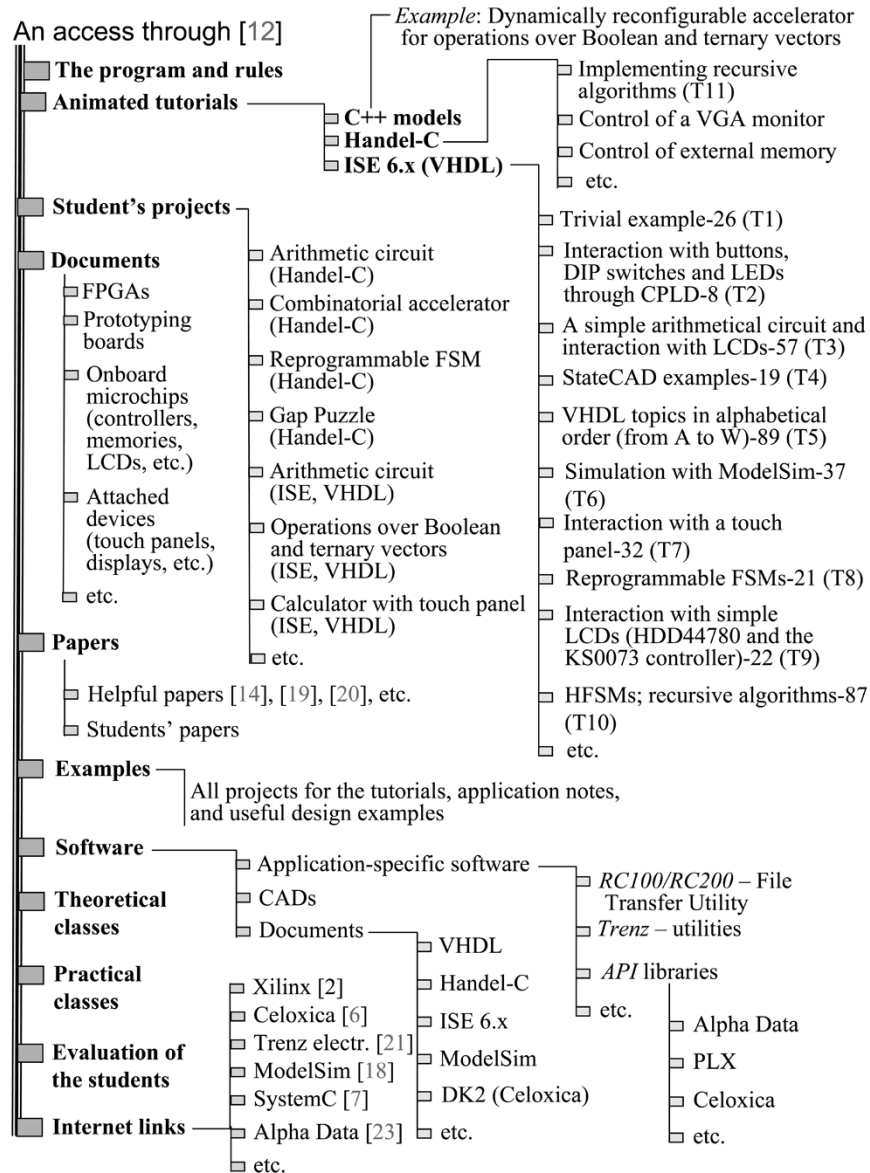 An access through [12]
Example: Dynamically reconfigurable accelerator
for operations over Boolean and ternary vectors
The program and rules
Animated tutorials
C++ models
Handel-C
ISE 6.x (VHDL)
Implementing recursive
algorithms (T11)
Control of a VGA monitor
Control of external memory
etc.
Trivial example-26 (T1)
Interaction with buttons,
DIP switches and LEDs
through CPLD-8 (T2)
A simple arithmetical circuit and
interaction with LCDs-57 (T3)
StateCAD examples-19 (T4)
VHDL topics in alphabetical
order (from A to W)-89 (T5)
Simulation with ModelSim-37
(T6)
Interaction with a touch
panel-32 (T7)
Reprogrammable FSMs-21 (T8)
Interaction with simple
LCDs (HDD44780 and the
KS0073 controller)-22 (T9)
HFSMs; recursive algorithms-87
(T10)
etc.
Student's projects
Arithmetic circuit
(Handel-C)
Combinatorial accelerator
(Handel-C)
Reprogrammable FSM
(Handel-C)
Gap Puzzle
(Handel-C)
Arithmetic circuit
(ISE, VHDL)
Operations over Boolean
and ternary vectors
(ISE, VHDL)
Calculator with touch panel
(ISE, VHDL)
etc.
Documents
FPGAs
Prototyping
boards
Onboard
microchips
(controllers,
memories,
LCDs, etc.)
Attached
devices
(touch panels,
displays, etc.)
etc.
Papers
Helpful papers [14], [19], [20], etc.
Students' papers
Examples
All projects for the tutorials, application notes,
and useful design examples
Software
Application-specific software
CADs
Documents
RC100/RC200 – File
Transfer Utility
Trenz – utilities
API libraries
etc.
Alpha Data
PLX
Celoxica
etc.
VHDL
Handel-C
ISE 6.x
ModelSim
DK2 (Celoxica)
etc.
Theoretical
classes
Practical
classes
Evaluation of
the students
Internet links
Xilinx [2]
Celoxica [6]
Trenz electr. [21]
ModelSim [18]
SystemC [7]
Alpha Data [23]
etc.